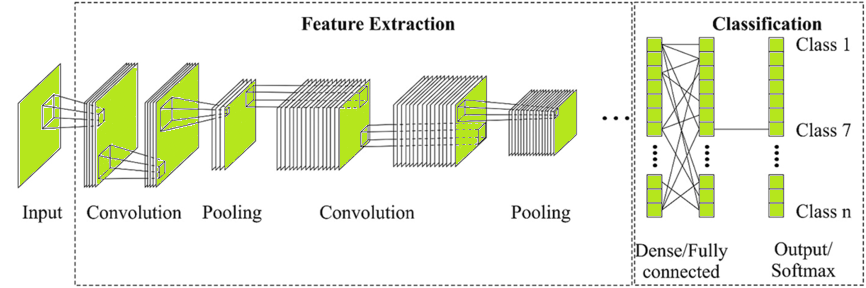 Feature Extraction
Classification
Class 1
Class 7
Class n
Input
Convolution
Pooling
Convolution
Pooling
Dense/Fully
connected
Output/
Softmax